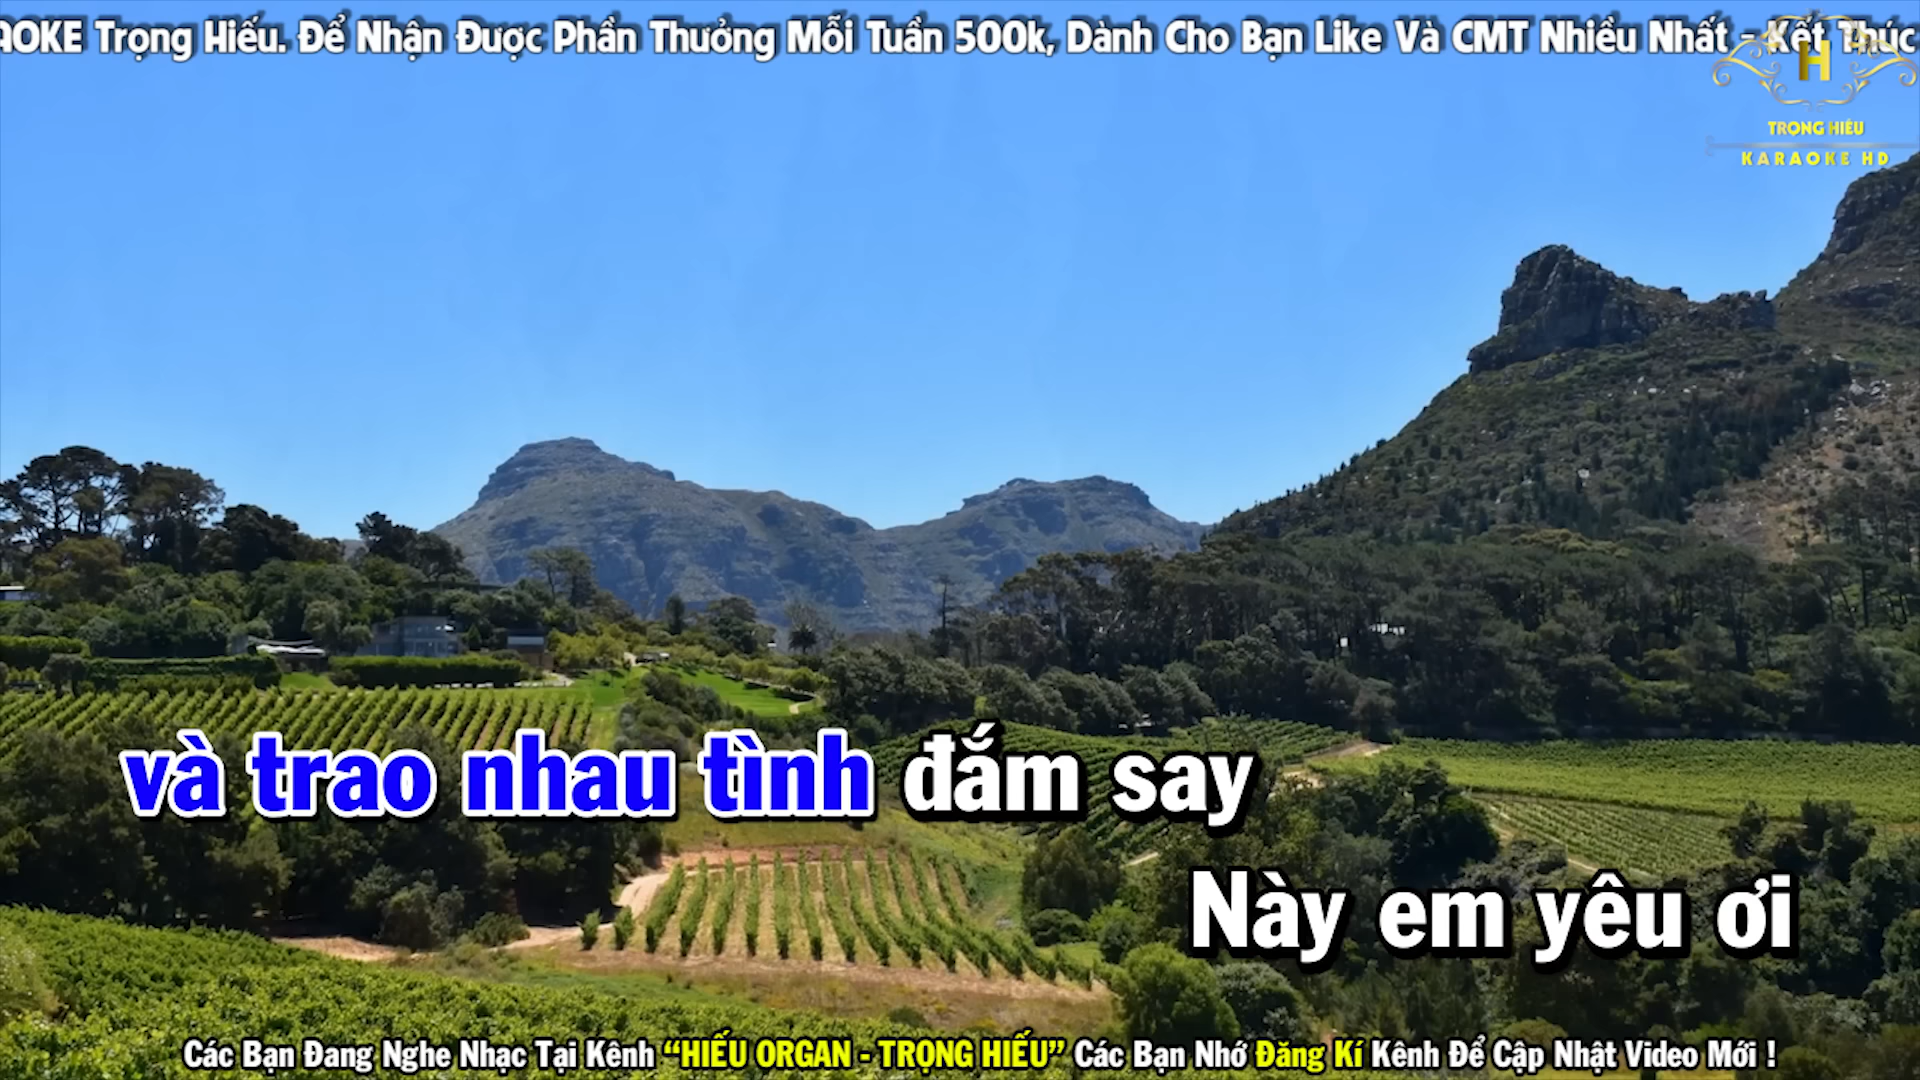 AOKE Trọng Hiếu. Để Nhận Được Phần Thưởng Mỗi Tuần 500k, Dành Cho Bạn Like Và CMT Nhiều Nhất - Kết Thúc
H
TRỌNG HIẾU
KARAOKE HD
và trao nhau tình đắm say
Này em yêu ơi
Các Bạn Đang Nghe Nhạc Tại Kênh “HIẾU ORGAN - TRỌNG HIẾU” Các Bạn Nhớ Đăng Kí Kênh Để Cập Nhật Video Mới !